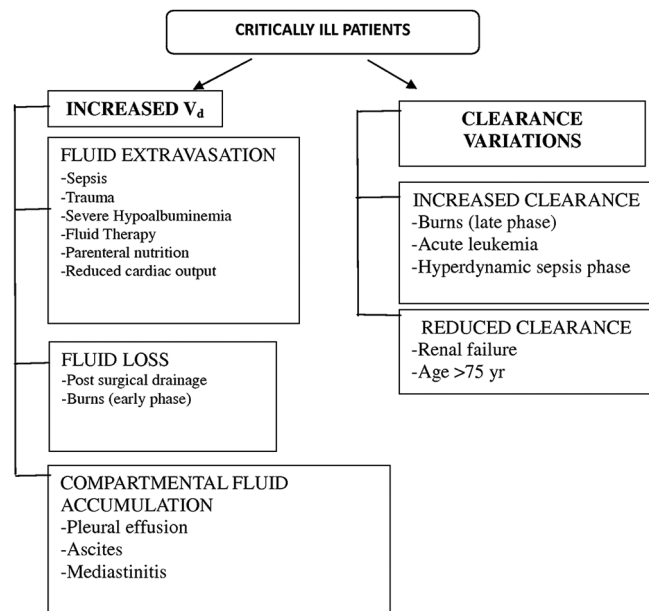 CRITICALLY ILL PATIENTS
INCREASED Vd
FLUID EXTRAVASATION
-Sepsis
-Trauma
-Severe Hypoalbuminemia
-Fluid Therapy
-Parenteral nutrition
-Reduced cardiac output
FLUID LOSS
-Post surgical drainage
-Burns (early phase)
COMPARTMENTAL FLUID
ACCUMULATION
-Pleural effusion
-Ascites
-Mediastinitis
CLEARANCE
VARIATIONS
INCREASED CLEARANCE
-Burns (late phase)
-Acute leukemia
-Hyperdynamic sepsis phase
REDUCED CLEARANCE
-Renal failure
-Age >75 yr